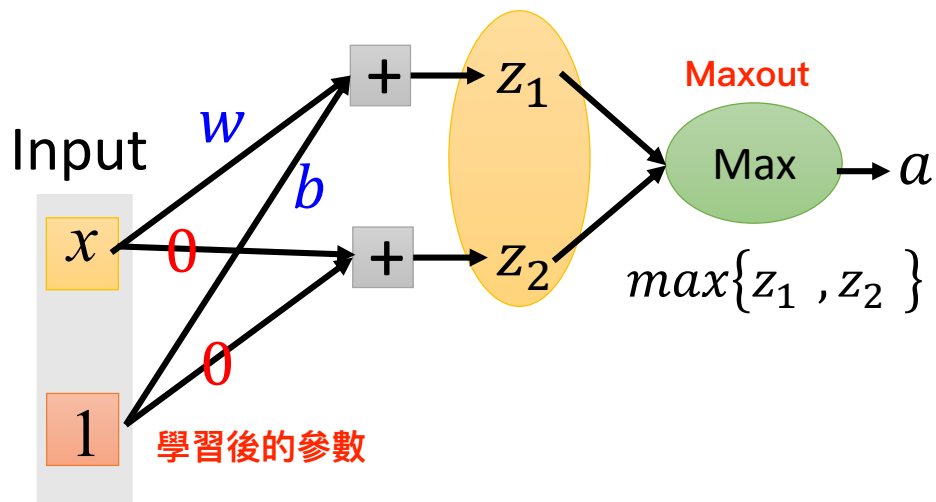 Maxout
Input
w
b
+
z₁
Max
a
x
0
+
z₂
max{z₁ , z₂ }
0
1
學習後的參數